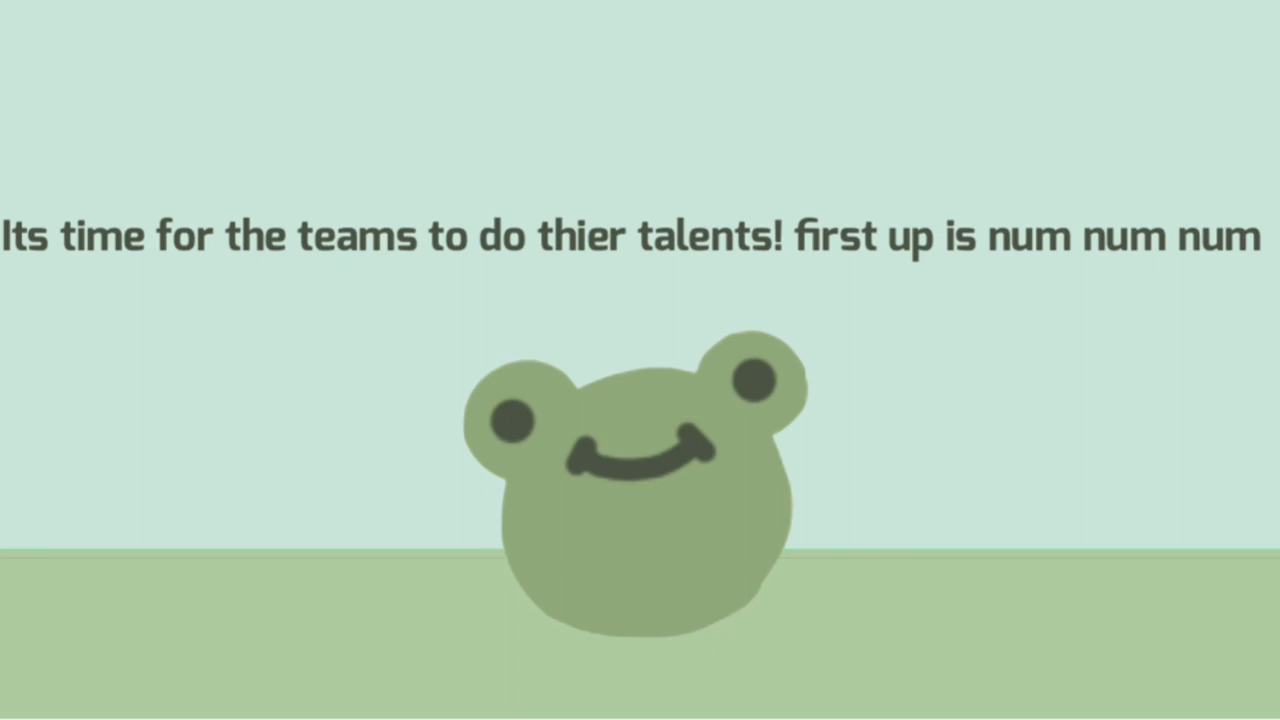 Its time for the teams to do thier talents! first up is num num num